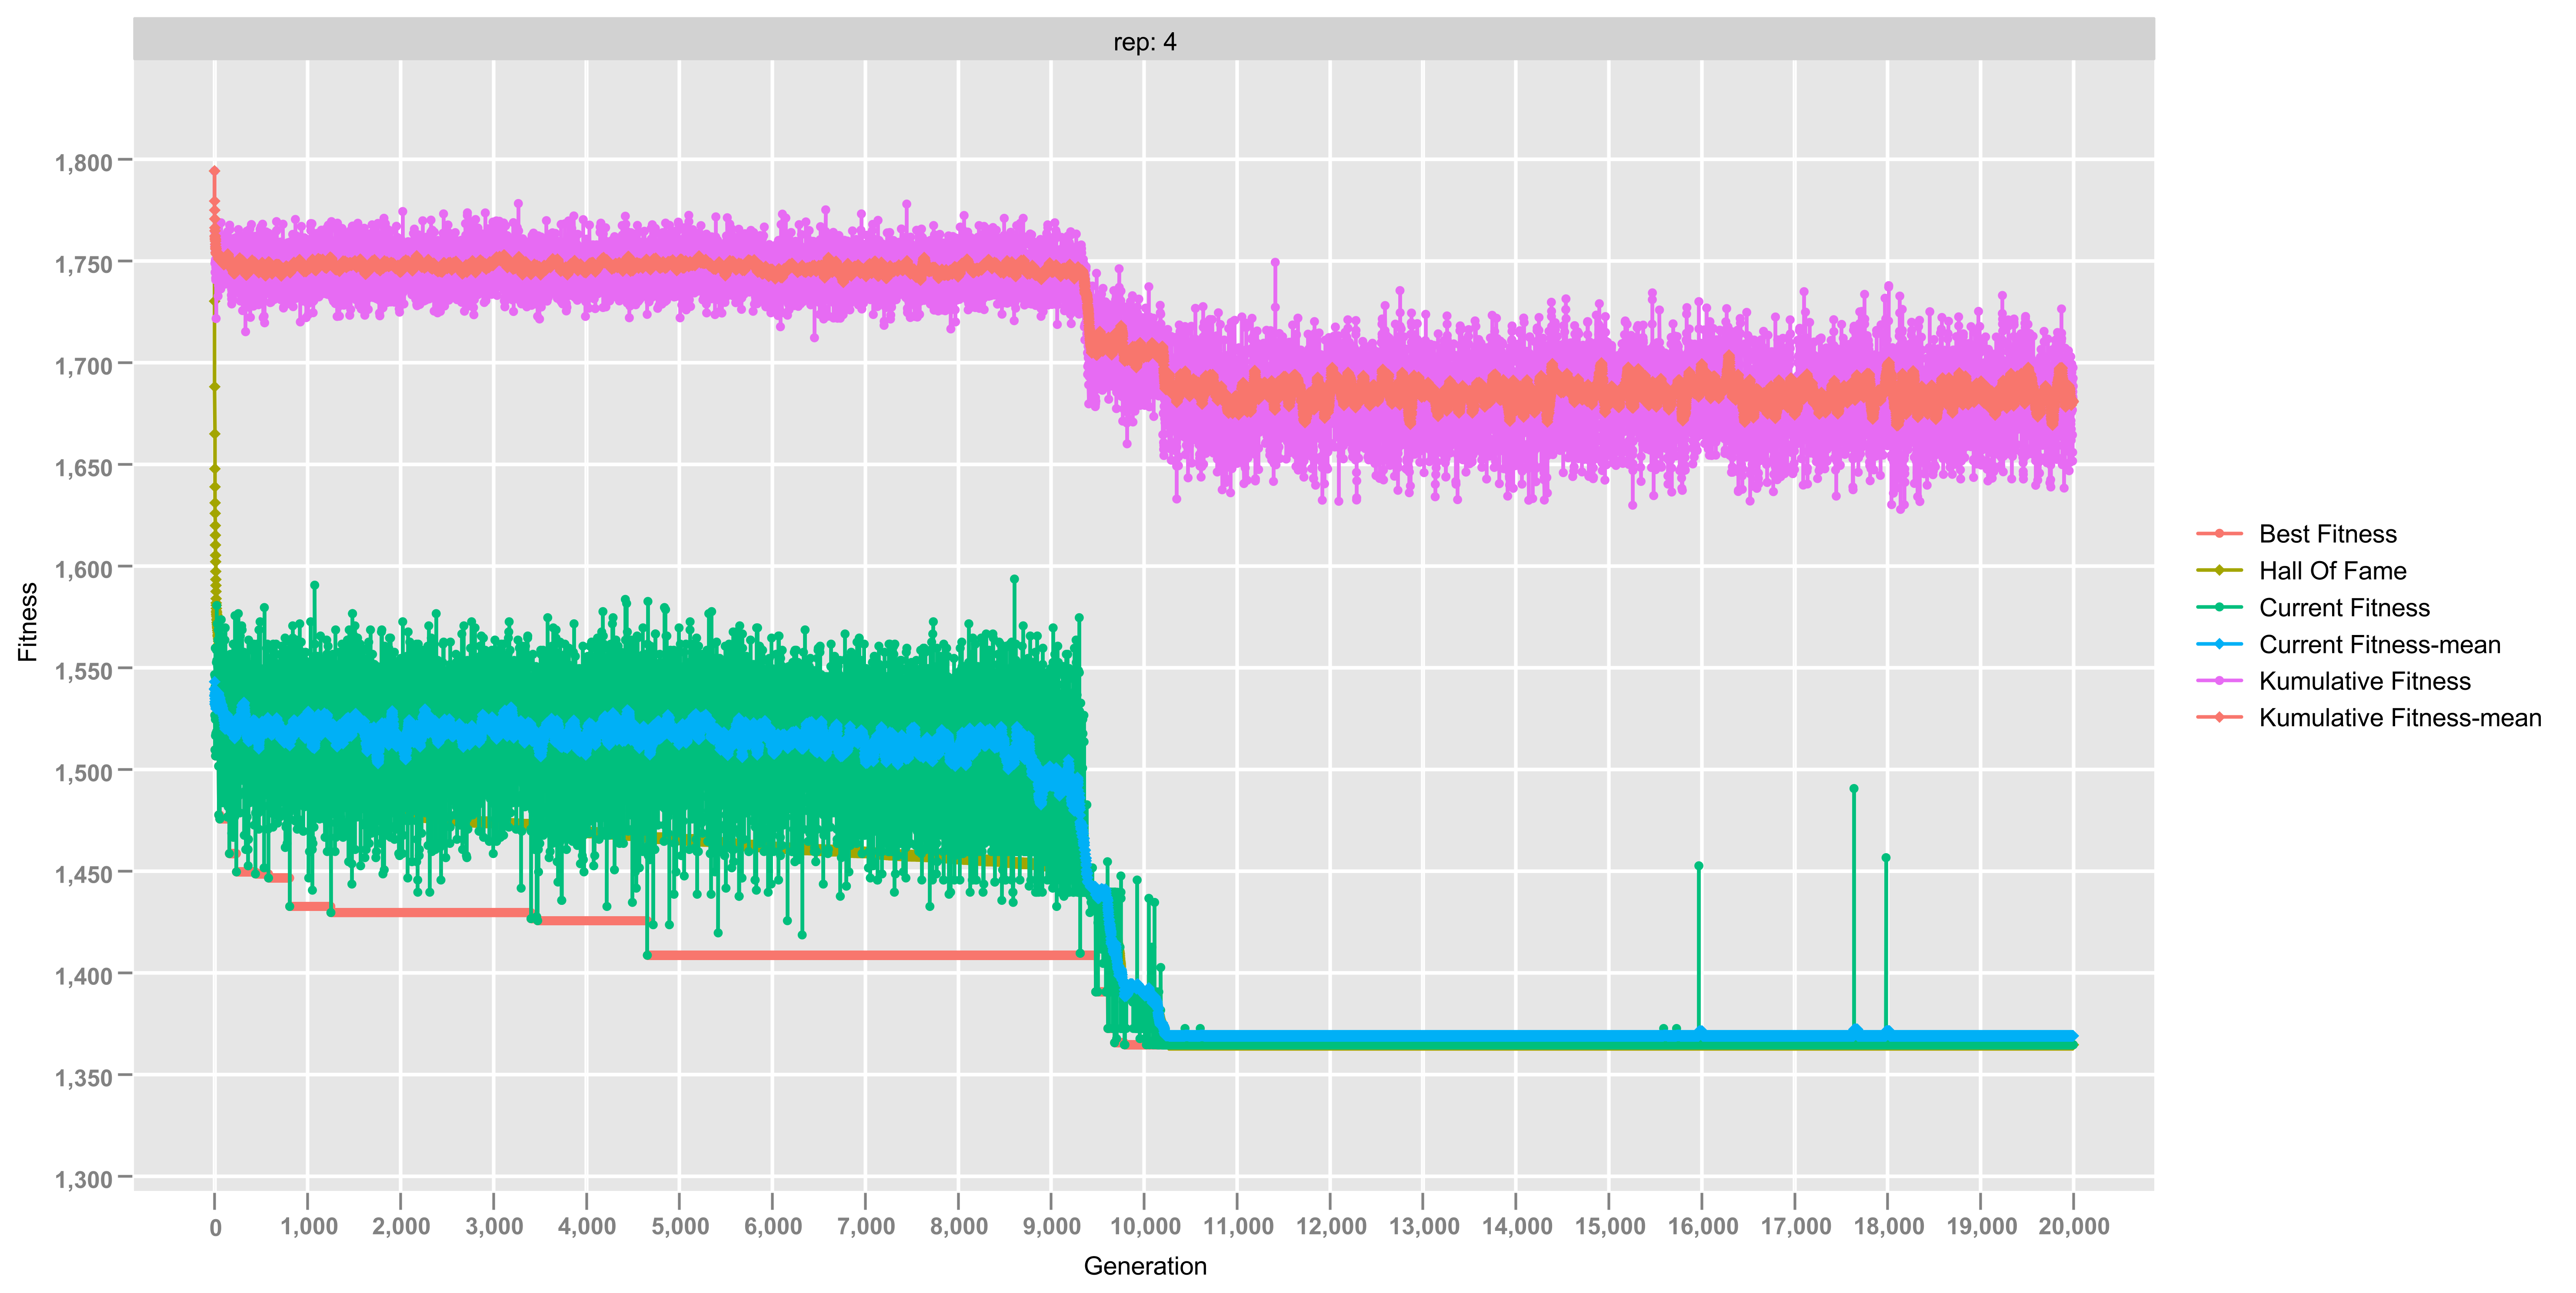 rep: 4
1,800
1,750
1,700
1,650
1,600
1,550
1,500
1,450
1,400
1,350
1,300
Fitness
0 1,000 2,000 3,000 4,000 5,000 6,000 7,000 8,000 9,000 10,000 11,000 12,000 13,000 14,000 15,000 16,000 17,000 18,000 19,000 20,000
Generation
Best Fitness
Hall Of Fame
Current Fitness
Current Fitness-mean
Kumulative Fitness
Kumulative Fitness-mean